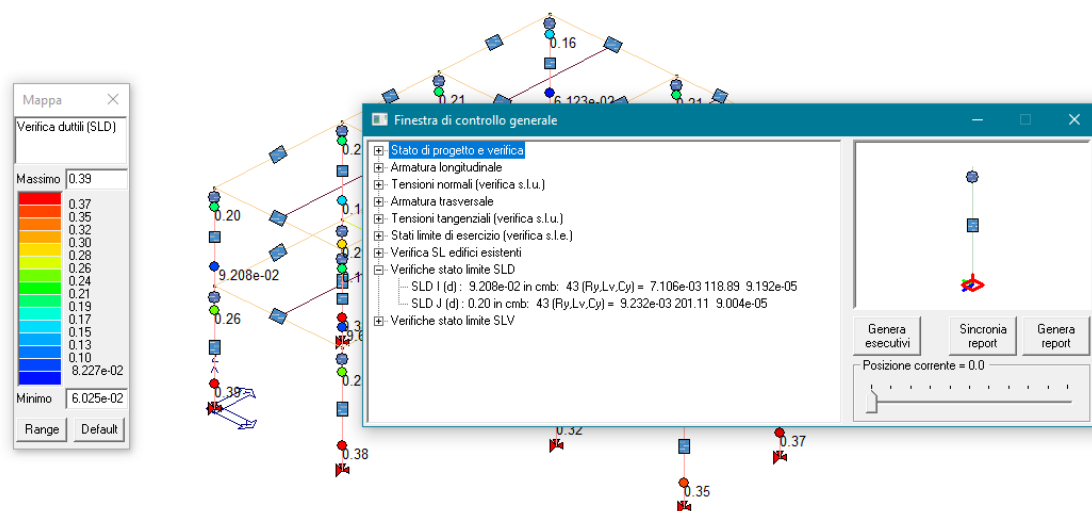 0.16
Mappa
Verifica duttili (SLD)
Massimo 0.39
0.37
0.35
0.32
0.30
0.28
0.26
0.24
0.21
0.19
0.17
0.15
0.13
0.10
8.227e-02
Minimo 6.025e-02
Range Default
0.21
6.123e-02
0.21
0.20
9.208e-02
0.26
0.39
0.38
0.32
0.37
0.35
Finestra di controllo generale
Stato di progetto e verifica
Armatura longitudinale
Tensioni normali (verifica s.l.u.)
Armatura trasversale
Tensioni tangenziali (verifica s.l.u.)
Stati limite di esercizio (verifica s.l.e.)
Verifica SL edifici esistenti
Verifiche stato limite SLD
SLD I (d) : 9.208e-02 in cmb: 43 (Ry,Lv,Cy) = 7.106e-03 118.89 9.192e-05
SLD J (d) : 0.20 in cmb: 43 (Ry,Lv,Cy) = 9.232e-03 201.11 9.004e-05
Verifiche stato limite SLV
Genera esecutivi
Sincronia report
Genera report
Posizione corrente = 0.0